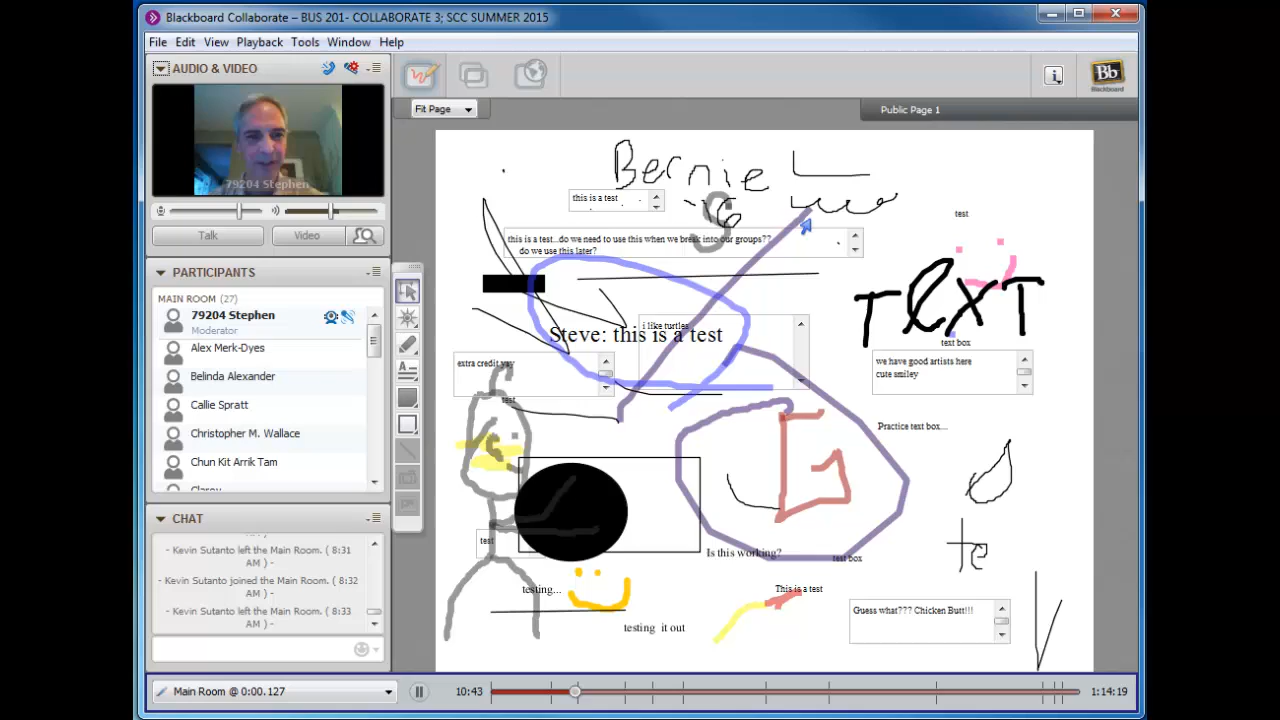 Blackboard Collaborate – BUS 201- COLLABORATE 3; SCC SUMMER 2015
File Edit View Playback Tools Window Help
AUDIO & VIDEO
79204 Stephen
Talk Video
PARTICIPANTS
MAIN ROOM (27)
79204 Stephen
Moderator
Alex Merk-Dyes
Belinda Alexander
Callie Spratt
Christopher M. Wallace
Chun Kit Arrik Tam
CHAT
- Kevin Sutanto left the Main Room. ( 8:31
AM ) -
- Kevin Sutanto joined the Main Room. ( 8:32
AM ) -
- Kevin Sutanto left the Main Room. ( 8:33
AM ) -
Main Room @ 0:00.127
10:43
1:14:19
Bb
Blackboard
Fit Page
Public Page 1
Bernie
this is a test
test
this is a test...do we need to use this when we break into our groups??
do we use this later?
TEXT
i like turtles
Steve: this is a test
text box
extra credit yay
we have good artists here
cute smiley
test
Practice text box...
test
Is this working?
text box
te
testing...
This is a test
Guess what??? Chicken Butt!!!
testing it out